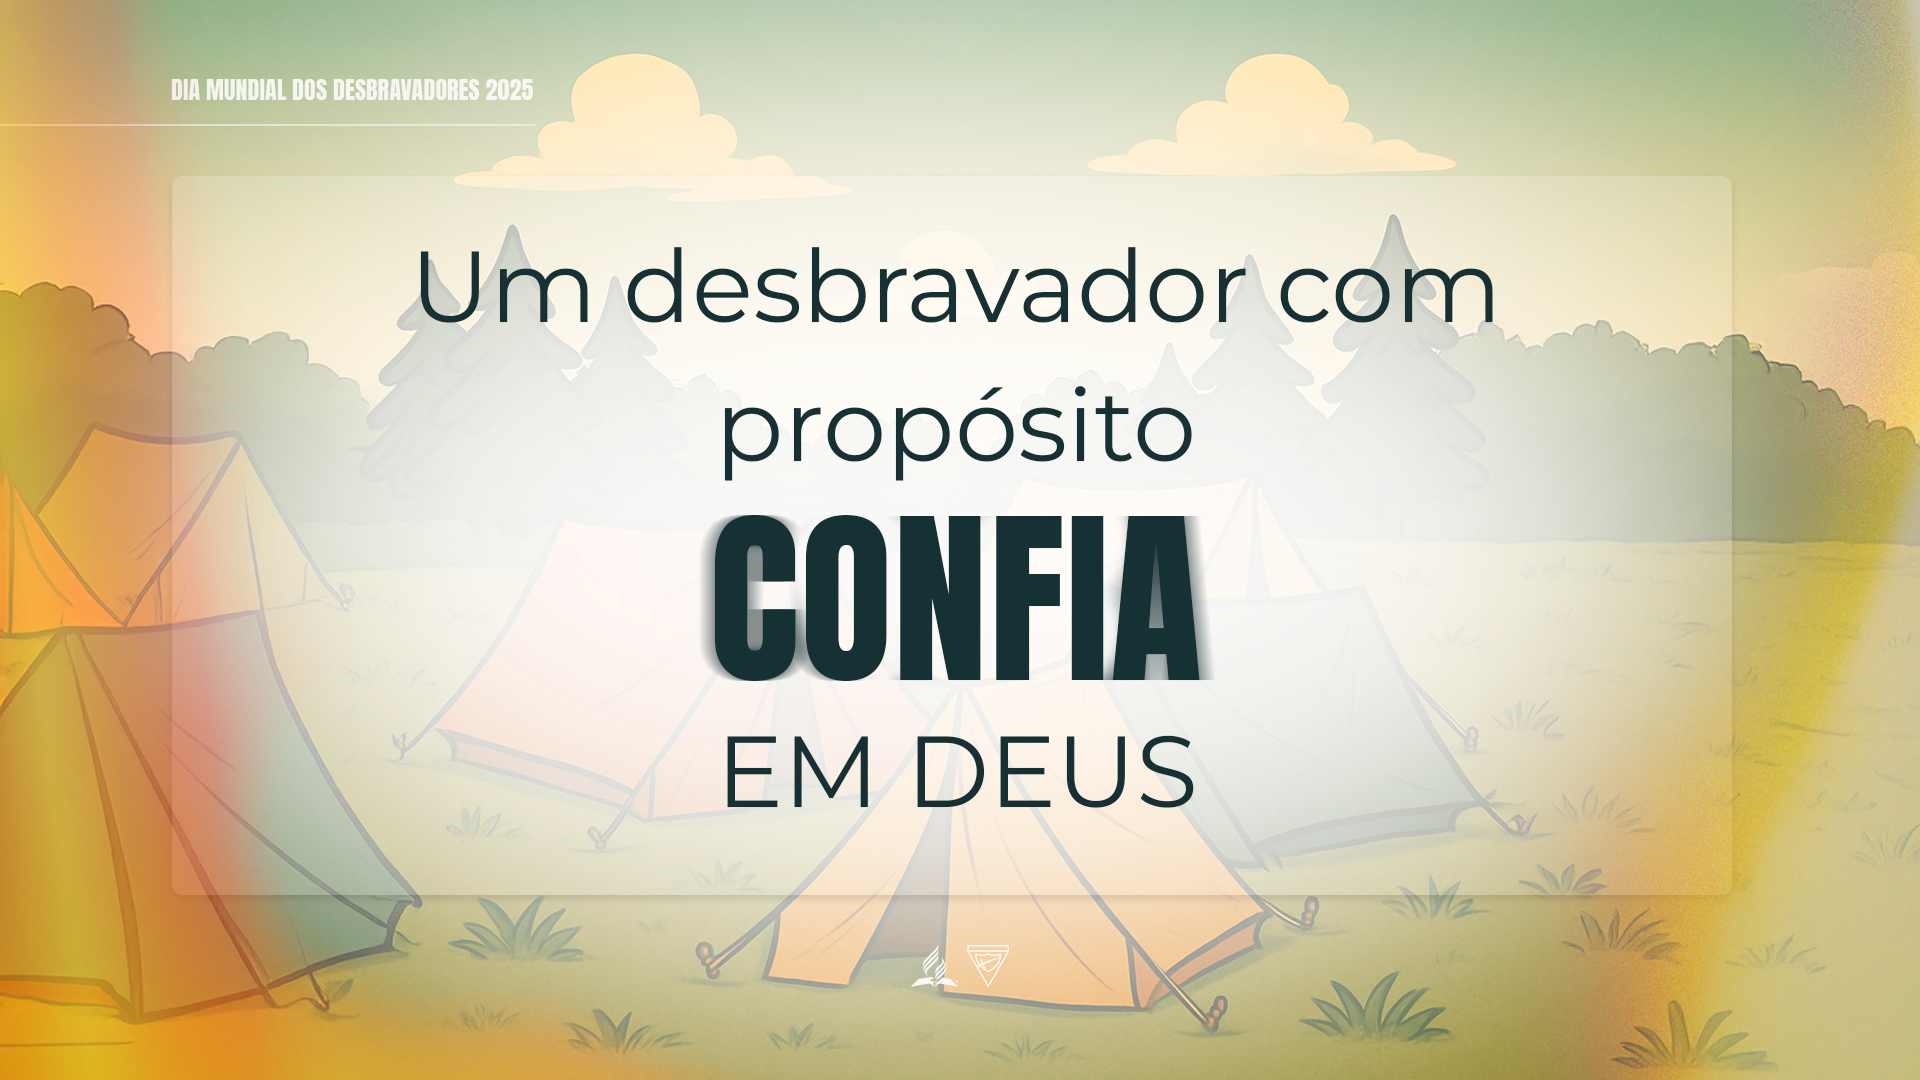 DIA MUNDIAL DOS DESBRAVADORES 2025
Um desbravador com
propósito
CONFIA
EM DEUS